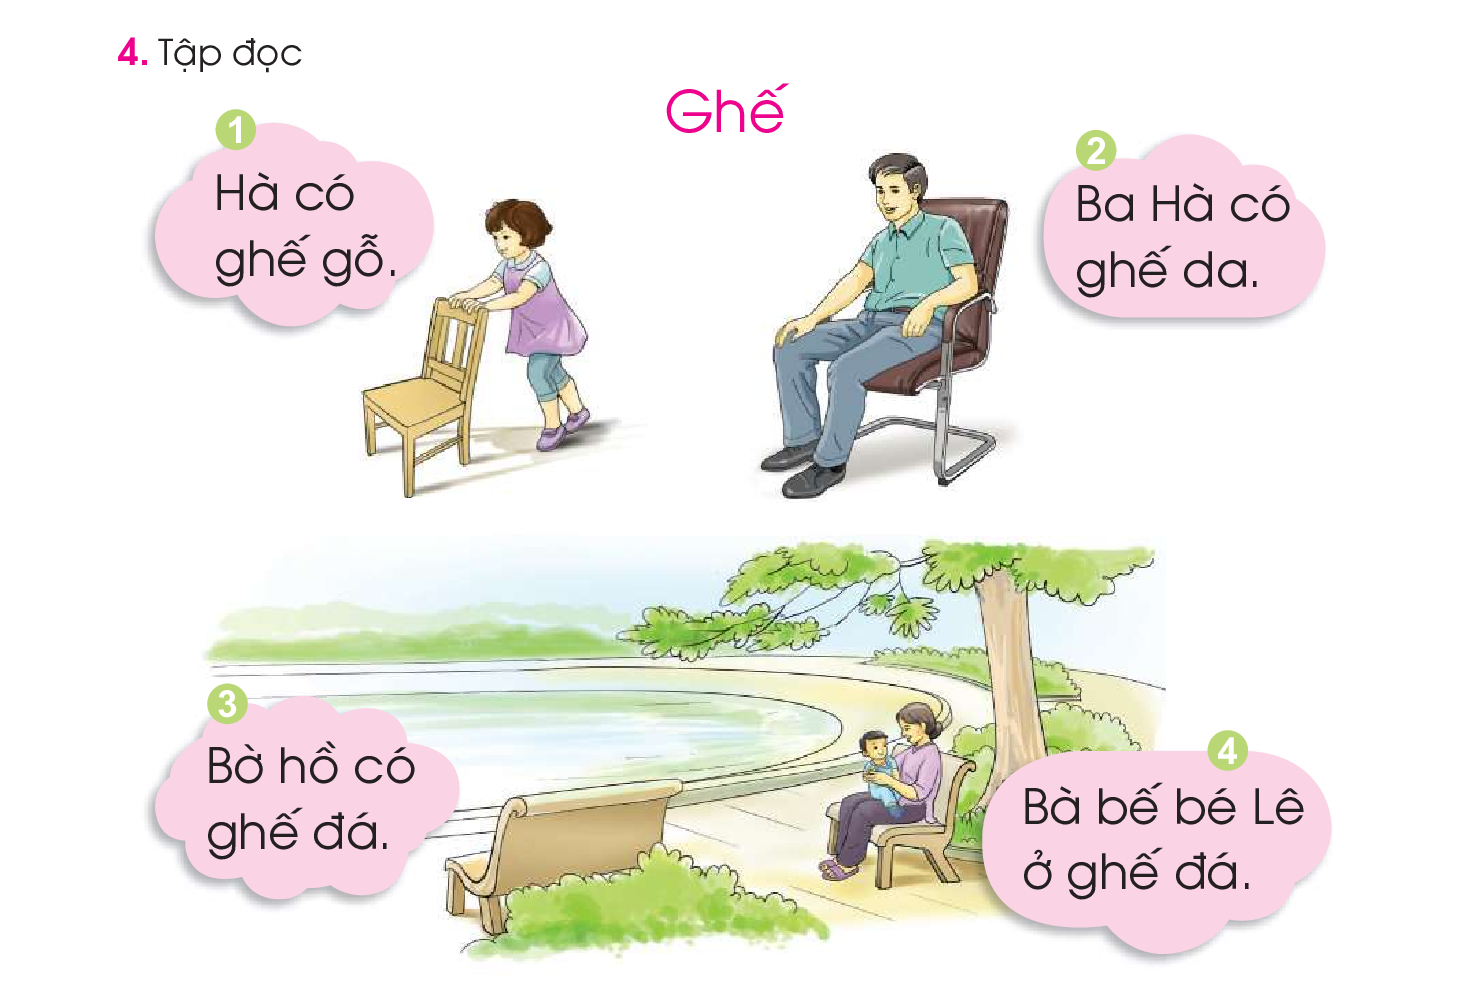 4. Tập đọc
Ghế
1
Hà có
ghế gỗ.
2
Ba Hà có
ghế da.
3
Bờ hồ có
ghế đá.
4
Bà bế bé Lê
ở ghế đá.